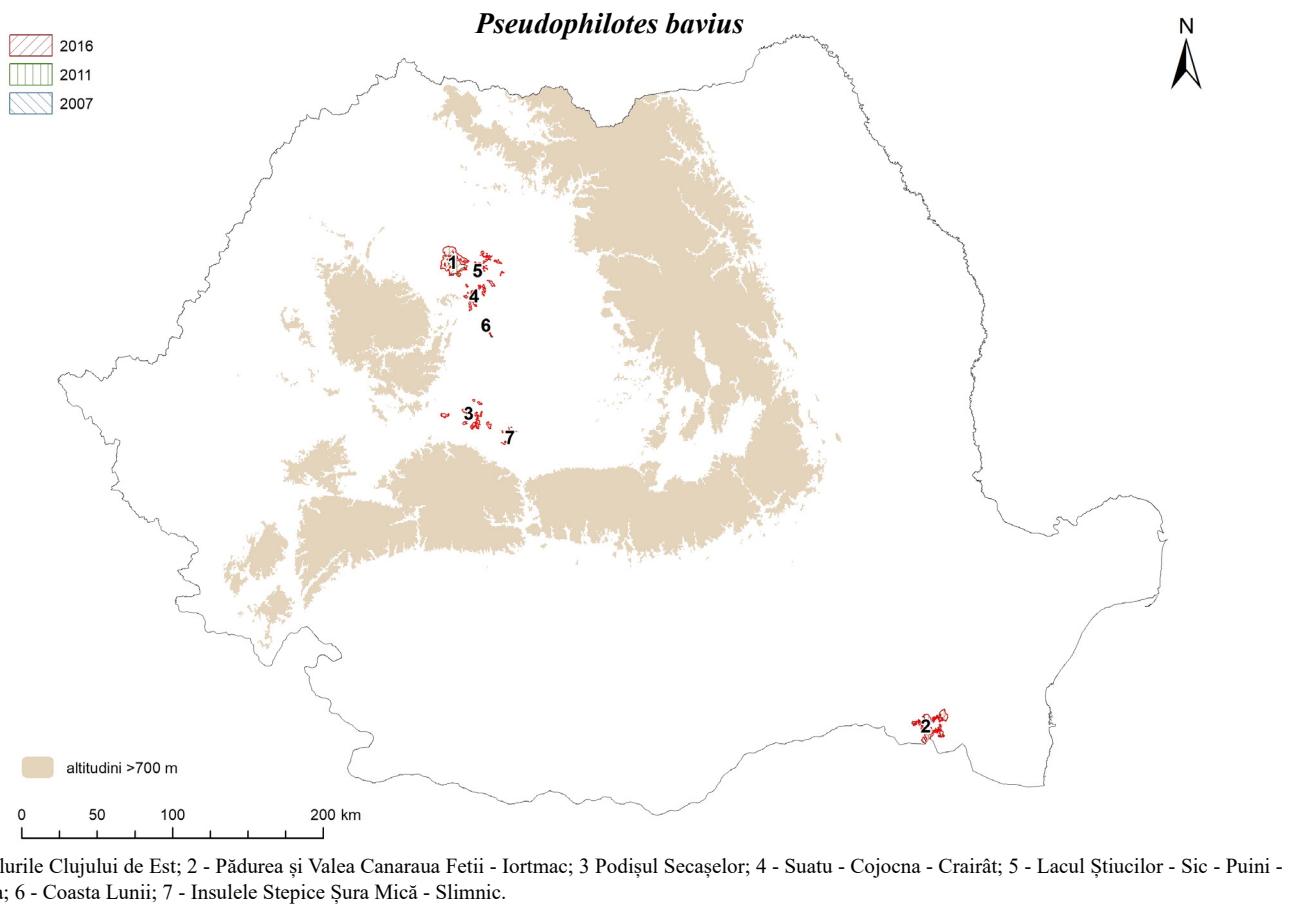 Pseudophilotes bavius
N
2016
2011
2007
1
5
4
6
3
7
2
altitudini >700 m
0 50 100 200 km
lurile Clujului de Est; 2 - Pădurea și Valea Canaraua Fetii - Iortmac; 3 Podișul Secașelor; 4 - Suatu - Cojocna - Crairât; 5 - Lacul Știucilor - Sic - Puini -
; 6 - Coasta Lunii; 7 - Insulele Stepice Șura Mică - Slimnic.